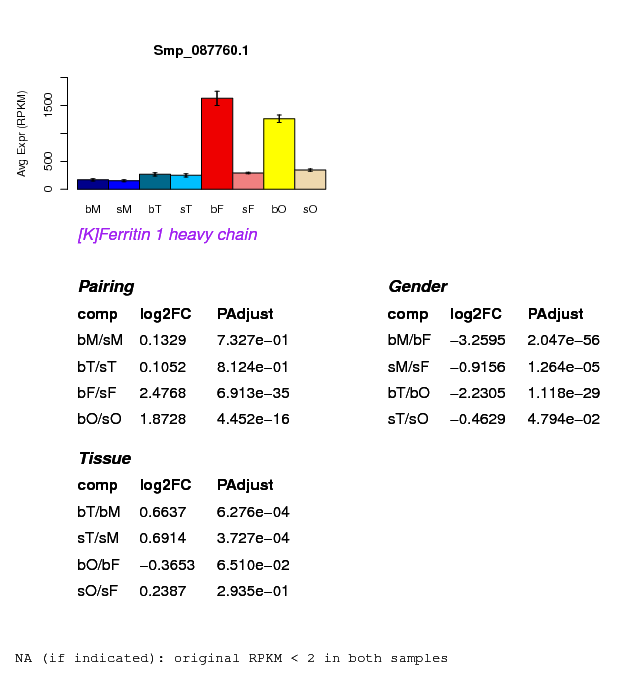 Smp_087760.1
Avg Expr (RPKM)
1500
500
0
bM sM bT sT bF sF bO sO
[K]Ferritin 1 heavy chain
Pairing
comp log2FC PAdjust
bM/sM 0.1329 7.327e−01
bT/sT 0.1052 8.124e−01
bF/sF 2.4768 6.913e−35
bO/sO 1.8728 4.452e−16
Gender
comp log2FC PAdjust
bM/bF −3.2595 2.047e−56
sM/sF −0.9156 1.264e−05
bT/bO −2.2305 1.118e−29
sT/sO −0.4629 4.794e−02
Tissue
comp log2FC PAdjust
bT/bM 0.6637 6.276e−04
sT/sM 0.6914 3.727e−04
bO/bF −0.3653 6.510e−02
sO/sF 0.2387 2.935e−01
NA (if indicated): original RPKM < 2 in both samples